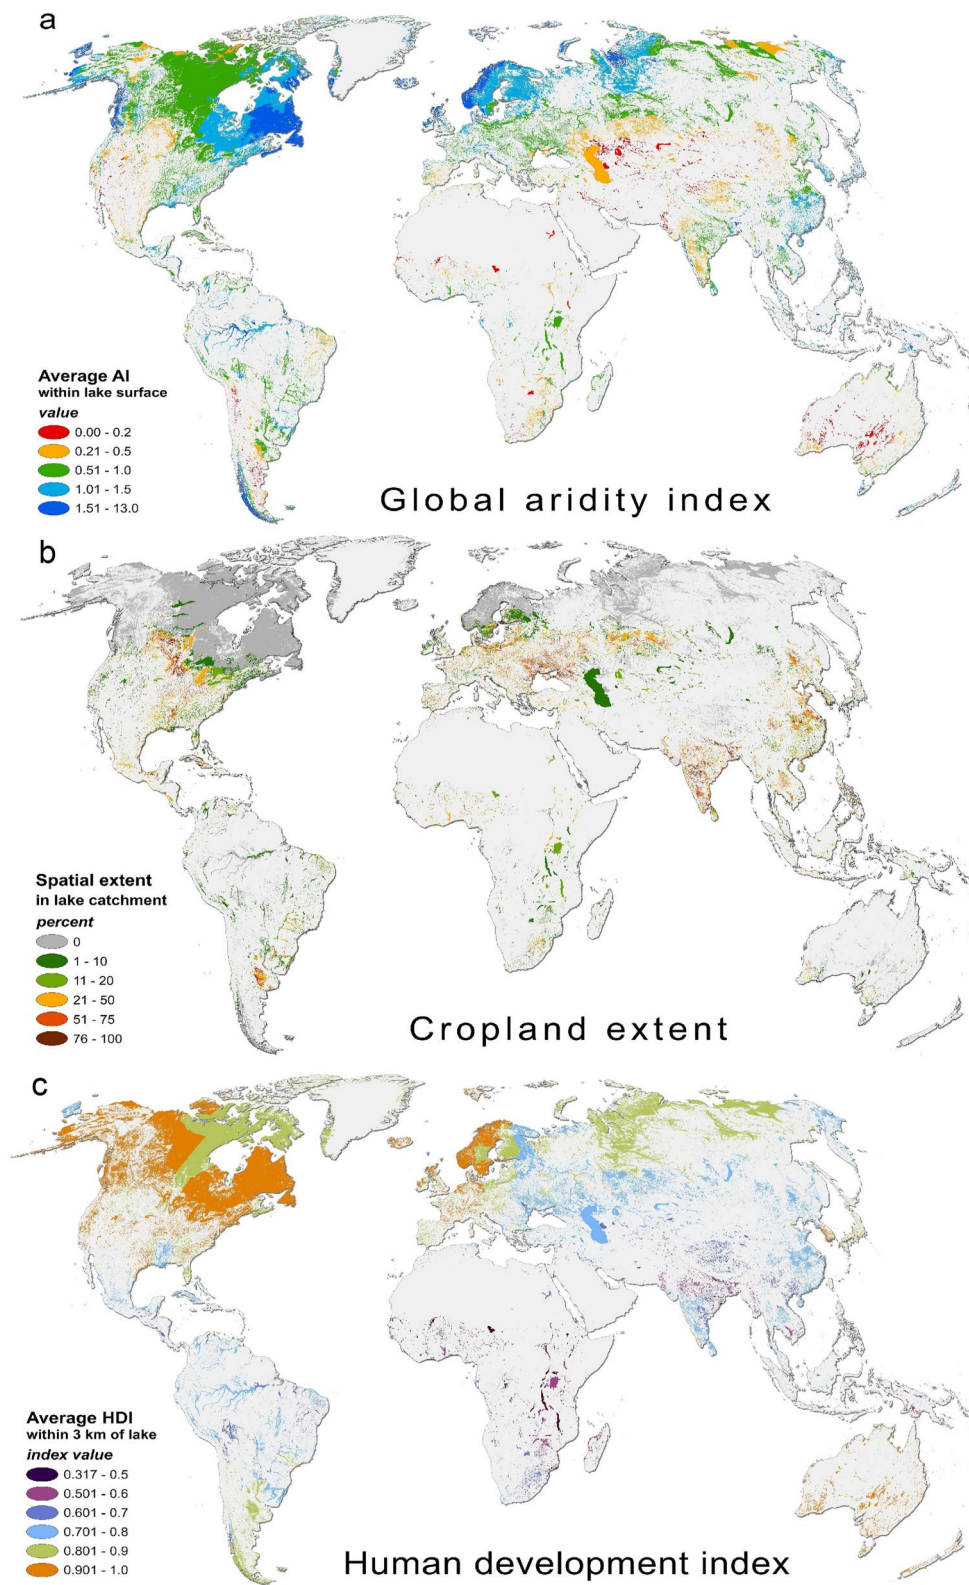 a
Average AI
within lake surface
value
0.00 - 0.2
0.21 - 0.5
0.51 - 1.0
1.01 - 1.5
1.51 - 13.0
Global aridity index
b
Spatial extent
in lake catchment
percent
0
1 - 10
11 - 20
21 - 50
51 - 75
76 - 100
Cropland extent
c
Average HDI
within 3 km of lake
index value
0.317 - 0.5
0.501 - 0.6
0.601 - 0.7
0.701 - 0.8
0.801 - 0.9
0.901 - 1.0
Human development index